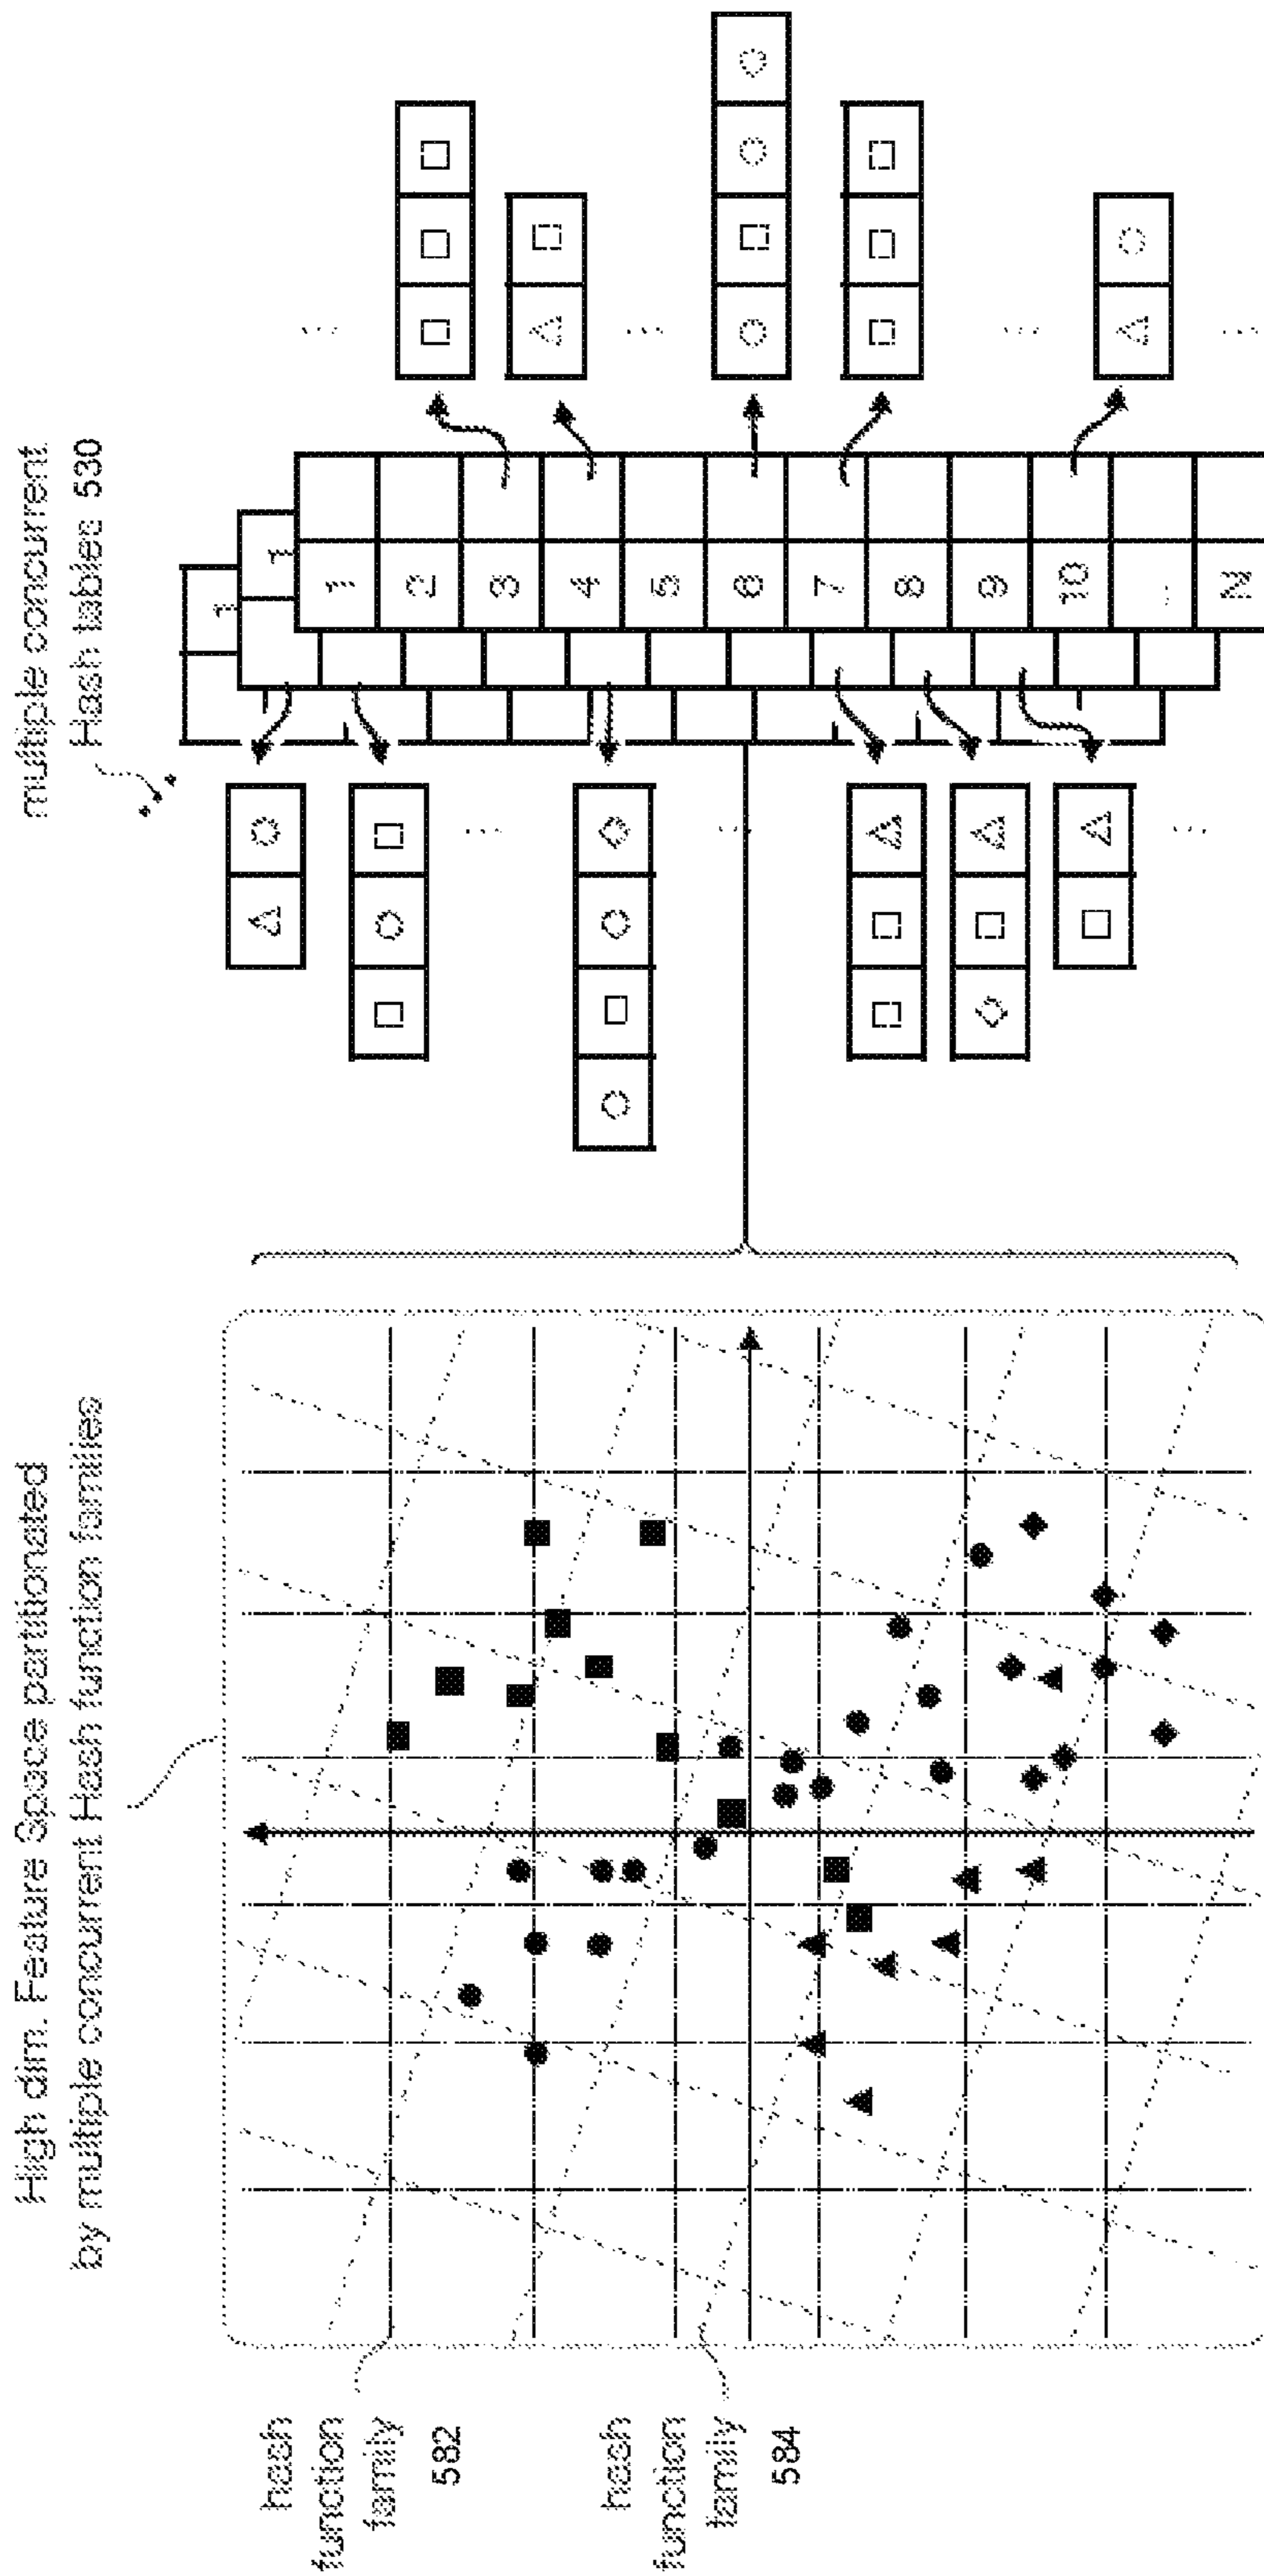 High dim. Feature Space partitionated
by multiple concurrent Hash function families
hash
function
family
582
hash
function
family
584
multiple concurrent
Hash tables 530
1
1
1
2
3
4
5
6
7
8
9
10
...
N